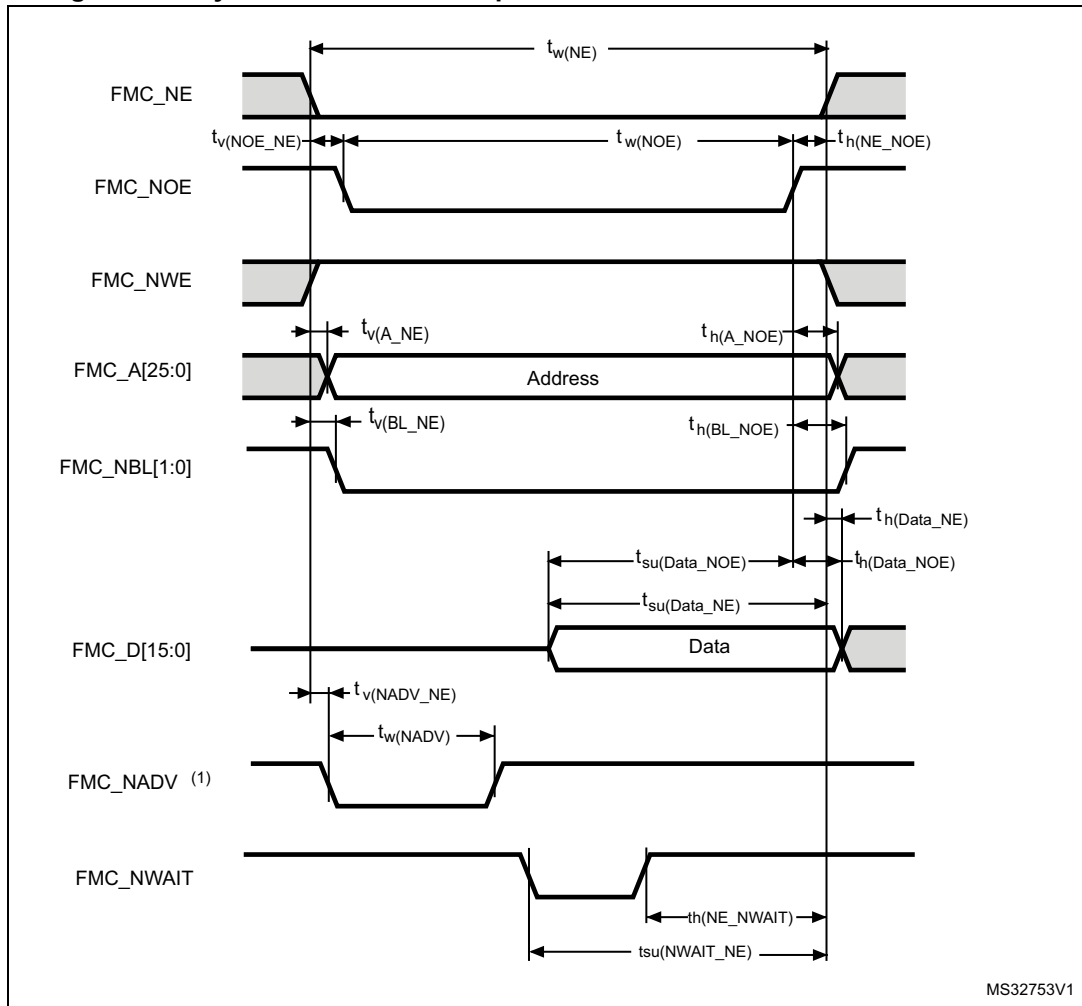 tw(NE)
FMC_NE
tv(NOE_NE)
tw(NOE)
th(NE_NOE)
FMC_NOE
FMC_NWE
tv(A_NE)
th(A_NOE)
FMC_A[25:0]
Address
tv(BL_NE)
th(BL_NOE)
FMC_NBL[1:0]
th(Data_NE)
tsu(Data_NOE)
th(Data_NOE)
tsu(Data_NE)
FMC_D[15:0]
Data
tv(NADV_NE)
tw(NADV)
FMC_NADV (1)
FMC_NWAIT
th(NE_NWAIT)
tsu(NWAIT_NE)
MS32753V1